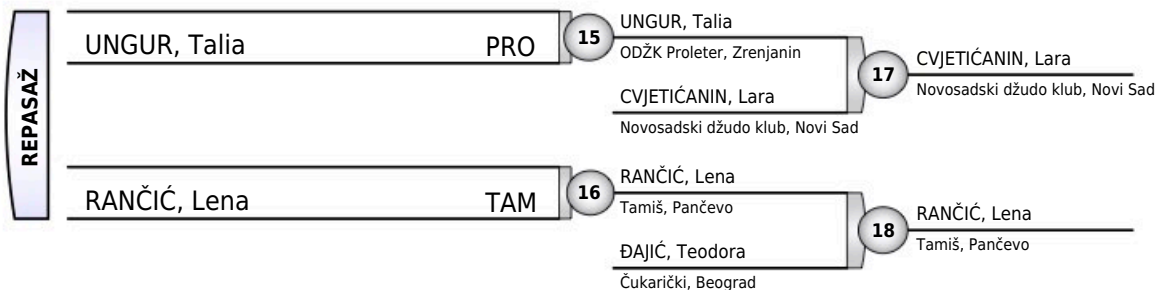 REPASAŽ
UNGUR, Talia PRO
15
UNGUR, Talia
ODŽK Proleter, Zrenjanin
CVJETIĆANIN, Lara
Novosadski džudo klub, Novi Sad
17
CVJETIĆANIN, Lara
Novosadski džudo klub, Novi Sad
RANČIĆ, Lena TAM
16
RANČIĆ, Lena
Tamiš, Pančevo
ĐAJIĆ, Teodora
Čukarički, Beograd
18
RANČIĆ, Lena
Tamiš, Pančevo